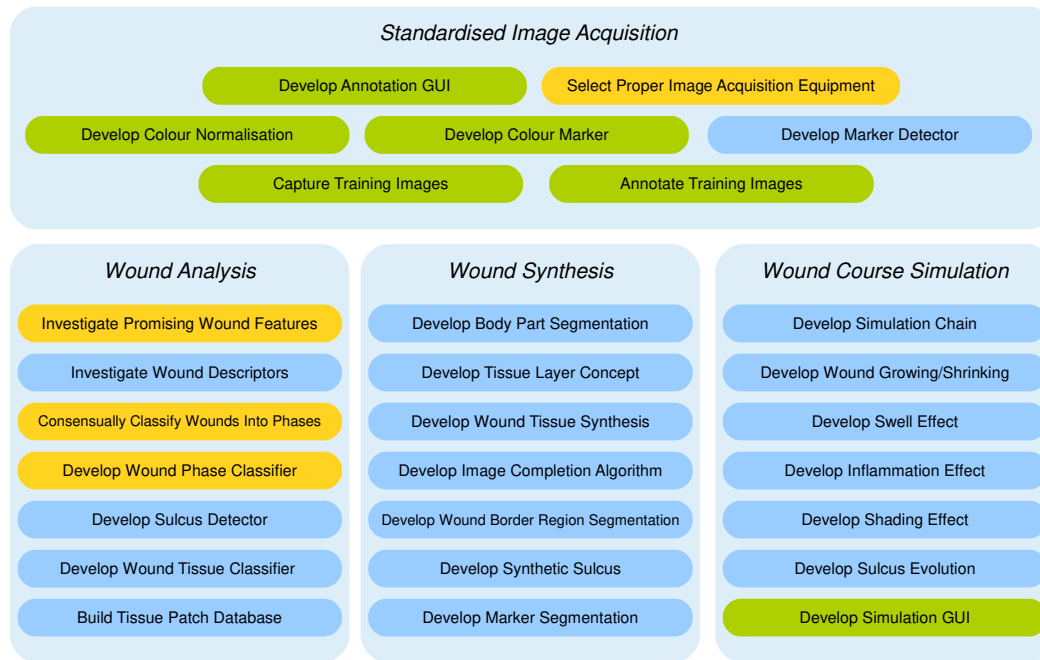 Standardised Image Acquisition
Develop Annotation GUI
Select Proper Image Acquisition Equipment
Develop Colour Normalisation
Develop Colour Marker
Develop Marker Detector
Capture Training Images
Annotate Training Images
Wound Analysis
Investigate Promising Wound Features
Investigate Wound Descriptors
Consensually Classify Wounds Into Phases
Develop Wound Phase Classifier
Develop Sulcus Detector
Develop Wound Tissue Classifier
Build Tissue Patch Database
Wound Synthesis
Develop Body Part Segmentation
Develop Tissue Layer Concept
Develop Wound Tissue Synthesis
Develop Image Completion Algorithm
Develop Wound Border Region Segmentation
Develop Synthetic Sulcus
Develop Marker Segmentation
Wound Course Simulation
Develop Simulation Chain
Develop Wound Growing/Shrinking
Develop Swell Effect
Develop Inflammation Effect
Develop Shading Effect
Develop Sulcus Evolution
Develop Simulation GUI